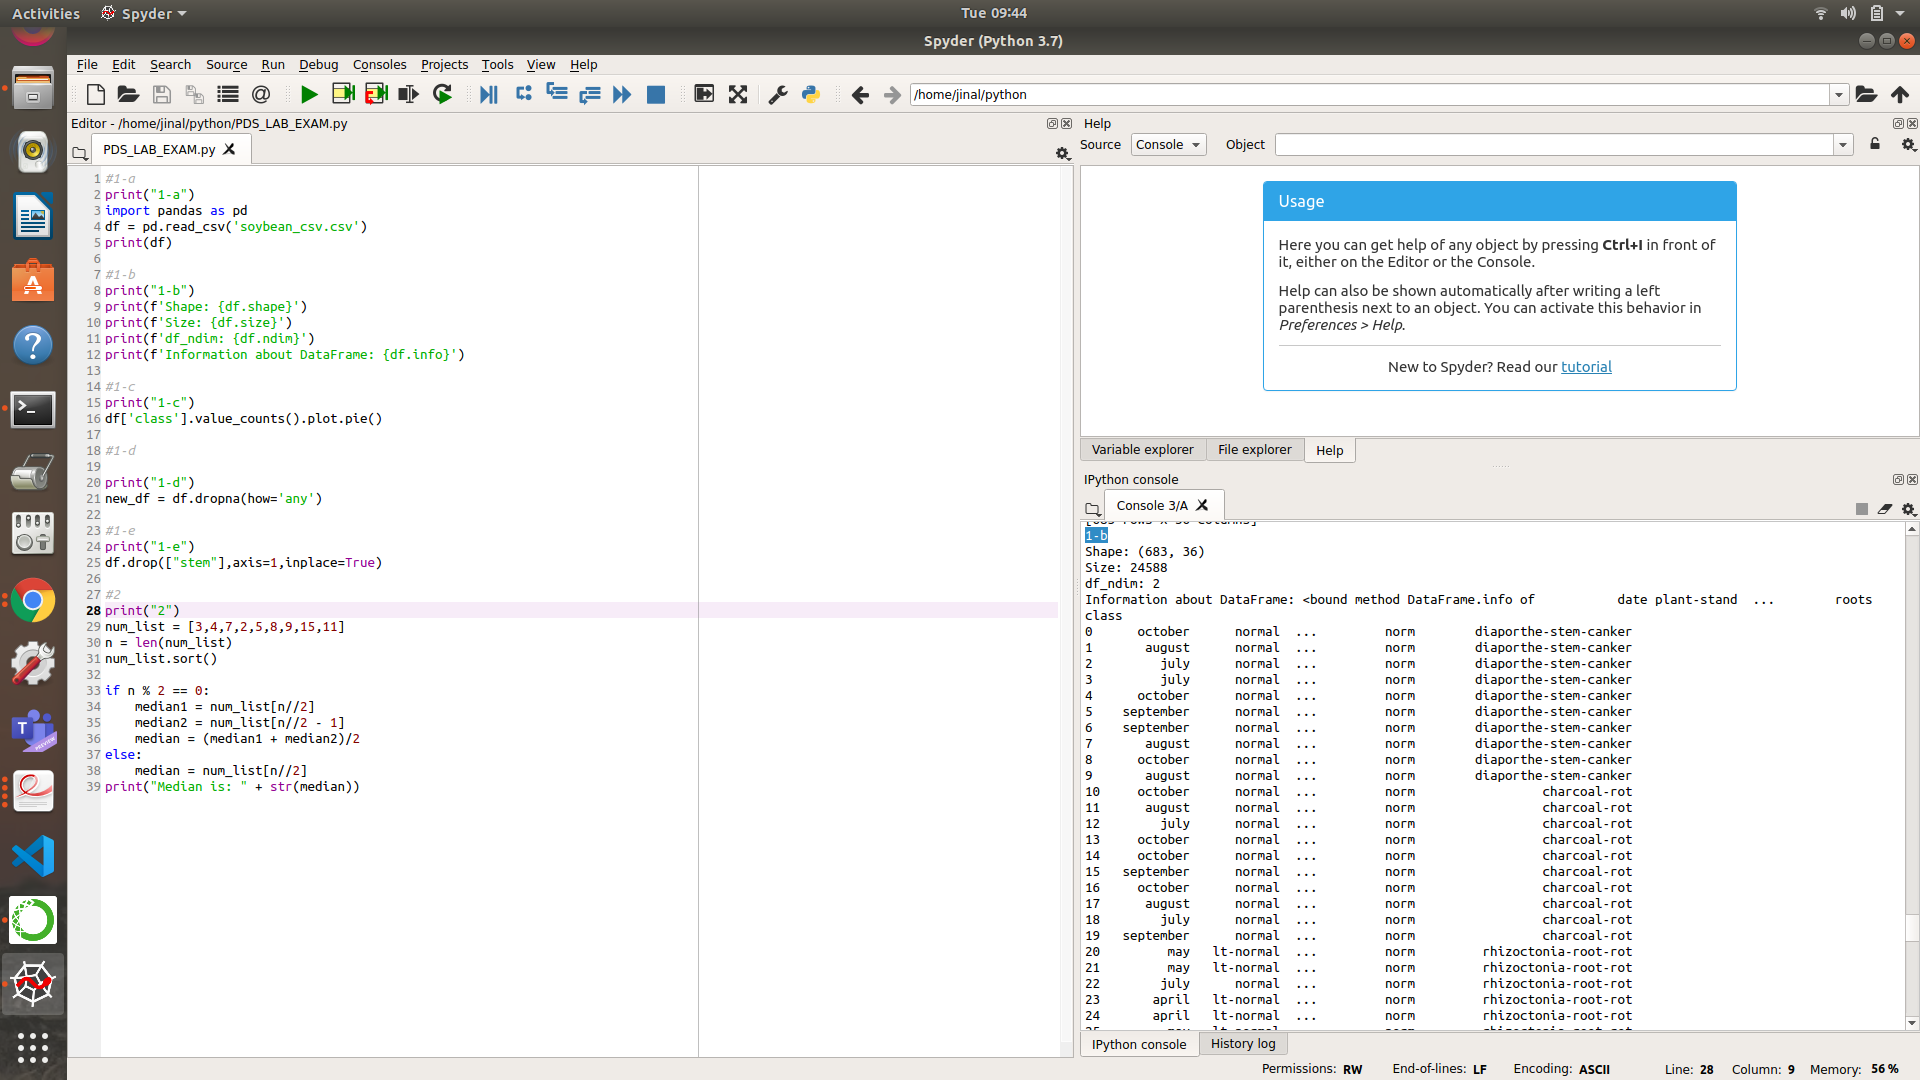 Activities Spyder Tue 09:44
Spyder (Python 3.7)
File Edit Search Source Run Debug Consoles Projects Tools View Help
/home/jinal/python
Editor - /home/jinal/python/PDS_LAB_EXAM.py
PDS_LAB_EXAM.py
1 #1-a
2 print("1-a")
3 import pandas as pd
4 df = pd.read_csv('soybean_csv.csv')
5 print(df)
6
7 #1-b
8 print("1-b")
9 print(f'Shape: {df.shape}')
10 print(f'Size: {df.size}')
11 print(f'df_ndim: {df.ndim}')
12 print(f'Information about DataFrame: {df.info}')
13
14 #1-c
15 print("1-c")
16 df['class'].value_counts().plot.pie()
17
18 #1-d
19
20 print("1-d")
21 new_df = df.dropna(how='any')
22
23 #1-e
24 print("1-e")
25 df.drop(["stem"],axis=1,inplace=True)
26
27 #2
28 print("2")
29 num_list = [3,4,7,2,5,8,9,15,11]
30 n = len(num_list)
31 num_list.sort()
32
33 if n % 2 == 0:
34     median1 = num_list[n//2]
35     median2 = num_list[n//2 - 1]
36     median = (median1 + median2)/2
37 else:
38     median = num_list[n//2]
39 print("Median is: " + str(median))
Help
Source Console Object
Usage
Here you can get help of any object by pressing Ctrl+I in front of
it, either on the Editor or the Console.
Help can also be shown automatically after writing a left
parenthesis next to an object. You can activate this behavior in
Preferences > Help.
New to Spyder? Read our tutorial
Variable explorer File explorer Help
IPython console
Console 3/A
1-b
Shape: (683, 36)
Size: 24588
df_ndim: 2
Information about DataFrame: <bound method DataFrame.info of date plant-stand ... roots
class
0 october normal ... norm diaporthe-stem-canker
1 august normal ... norm diaporthe-stem-canker
2 july normal ... norm diaporthe-stem-canker
3 july normal ... norm diaporthe-stem-canker
4 october normal ... norm diaporthe-stem-canker
5 september normal ... norm diaporthe-stem-canker
6 september normal ... norm diaporthe-stem-canker
7 august normal ... norm diaporthe-stem-canker
8 october normal ... norm diaporthe-stem-canker
9 august normal ... norm diaporthe-stem-canker
10 october normal ... norm charcoal-rot
11 august normal ... norm charcoal-rot
12 july normal ... norm charcoal-rot
13 october normal ... norm charcoal-rot
14 october normal ... norm charcoal-rot
15 september normal ... norm charcoal-rot
16 october normal ... norm charcoal-rot
17 august normal ... norm charcoal-rot
18 july normal ... norm charcoal-rot
19 september normal ... norm charcoal-rot
20 may lt-normal ... norm rhizoctonia-root-rot
21 may lt-normal ... norm rhizoctonia-root-rot
22 july normal ... norm rhizoctonia-root-rot
23 april lt-normal ... norm rhizoctonia-root-rot
24 april lt-normal ... norm rhizoctonia-root-rot
IPython console History log
Permissions: RW End-of-lines: LF Encoding: ASCII Line: 28 Column: 9 Memory: 56 %